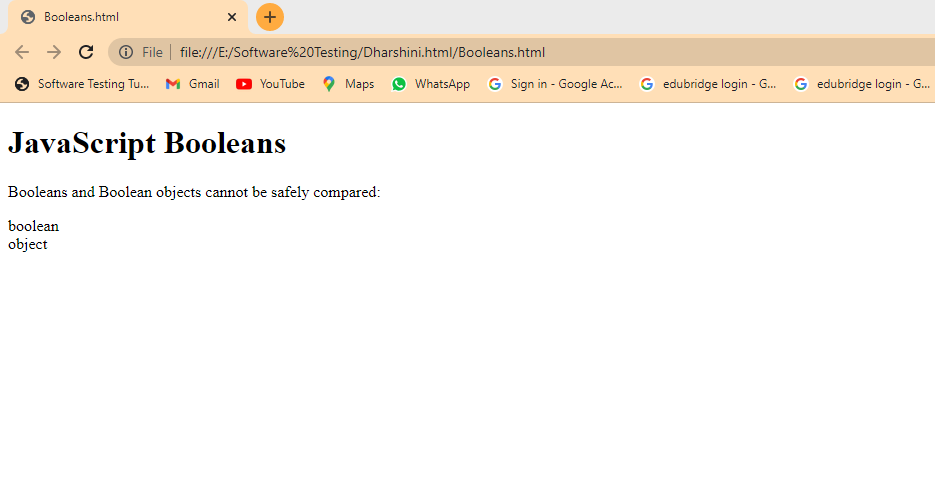 Booleans.html
File | file:///E:/Software%20Testing/Dharshini.html/Booleans.html
Software Testing Tu... Gmail YouTube Maps WhatsApp Sign in - Google Ac... edubridge login - G... edubridge login - G...
JavaScript Booleans
Booleans and Boolean objects cannot be safely compared:
boolean
object